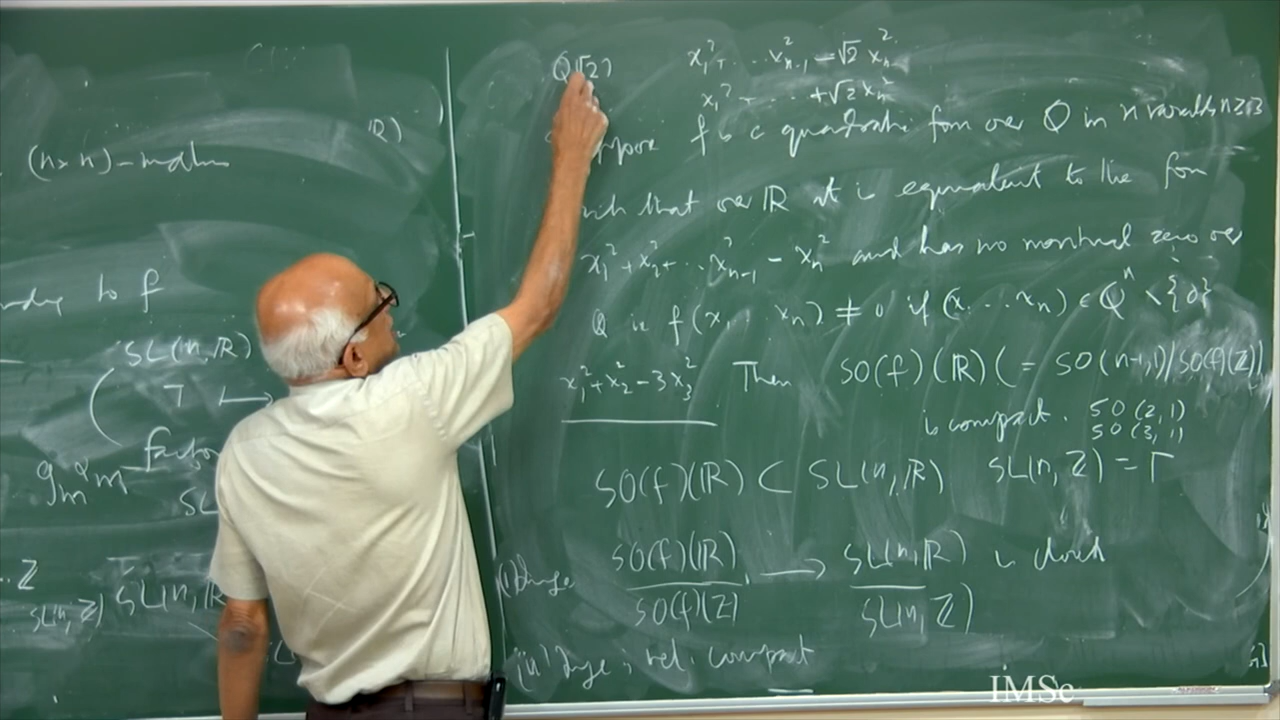 (n×n)-
R)
to f
SL(n, R)
Γ ↦
g_m α_m
SL
Z
SL(n, Z) SL(n, R
Q(√2)
x₁²+ ... x²ₙ₋₁ - √2 xₙ²
x₁² + ... + √2 xₙ²
f is a quadratic form over Q in n variables n≥3
that over R it is equivalent to the form
x₁² + x₂² + .. x²ₙ₋₁ - xₙ² and has no nontrivial zero over
Q ie f(x₁ ... xₙ) ≠ 0 if (x₁ ... xₙ) ∈ Qⁿ \ {0}
x₁² + x₂² - 3x₃² Then SO(f)(R) (= SO(n-1,1)/SO(f)(Z))
is compact. SO(2,1)
SO(3,1)
SO(f)(R) ⊂ SL(n, R) SL(n, Z) = Γ
(i) Image SO(f)(R)/SO(f)(Z) → SL(n, R)/SL(n, Z) is closed
(ii) Image is rel. compact
IMSc